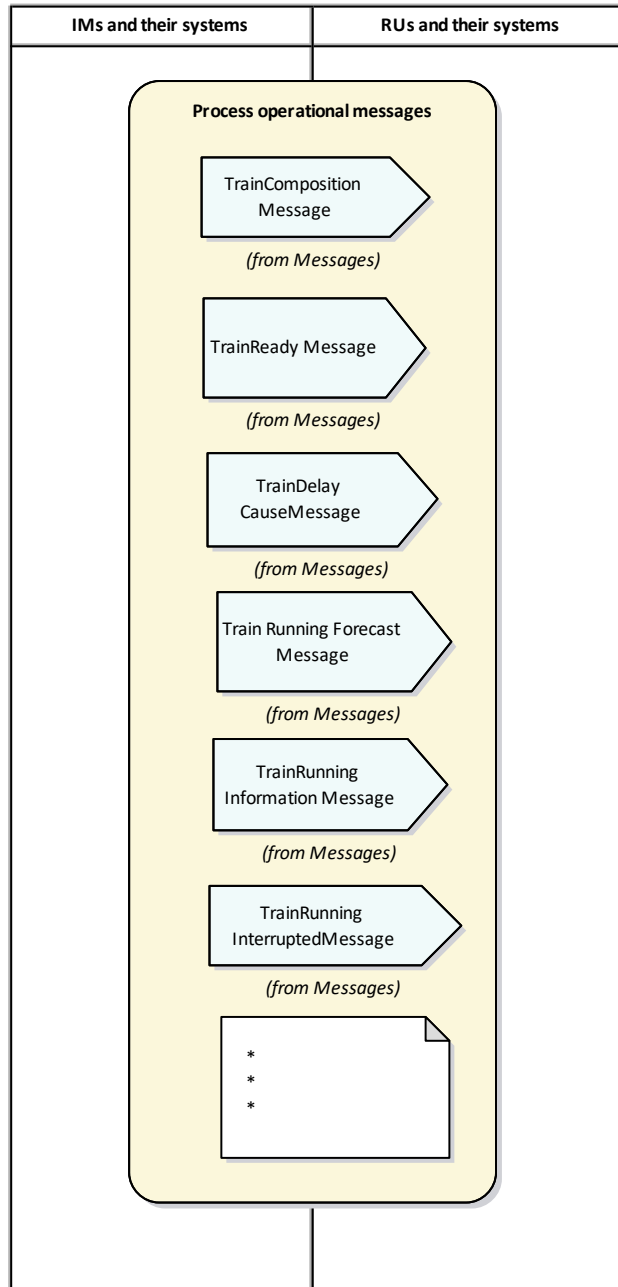 IMs and their systems
RUs and their systems
Process operational messages
TrainComposition
Message
(from Messages)
TrainReady Message
(from Messages)
TrainDelay
CauseMessage
(from Messages)
Train Running Forecast
Message
(from Messages)
TrainRunning
Information Message
(from Messages)
TrainRunning
InterruptedMessage
(from Messages)
*
*
*